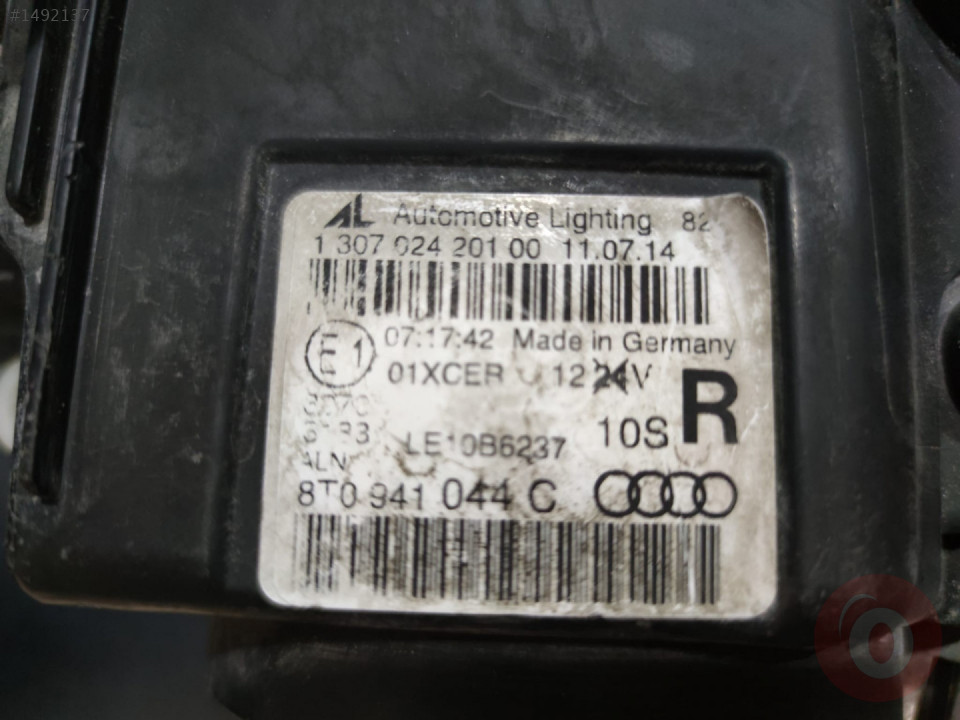 #1492137
AL Automotive Lighting 82
1 307 024 201 00 11.07.14
E1 07:17:42 Made in Germany
01XCER 12 24V
R
10S
LE10B6237
ALN
8T0 941 044 C